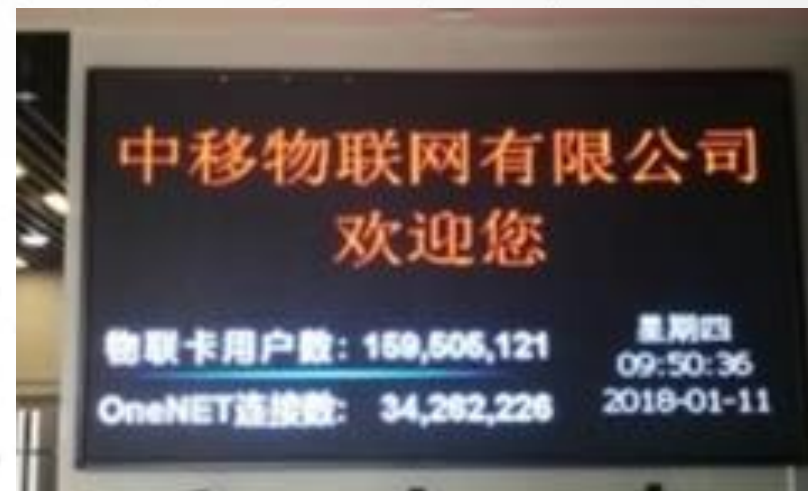 中移物联网有限公司
欢迎您
物联卡用户数: 159,505,121
OneNET连接数: 34,262,226
星期四
09:50:36
2018-01-11